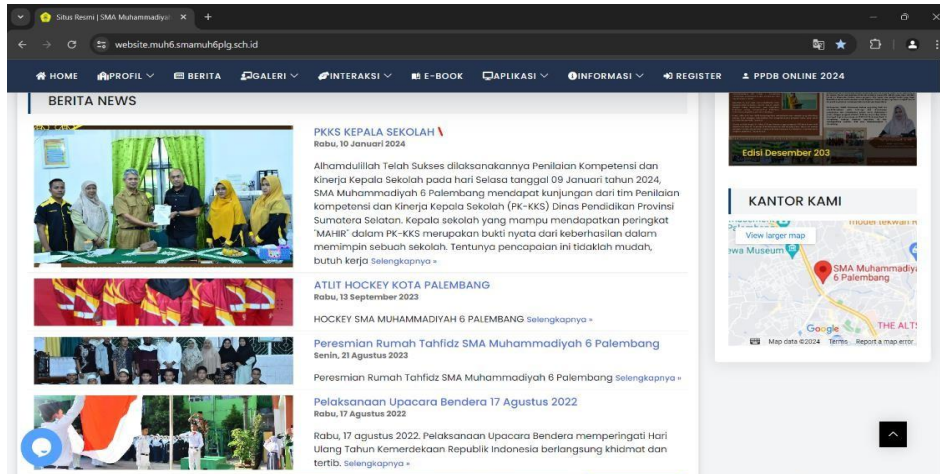 Situs Resmi | SMA Muhammadiya
website.muh6.smamuh6plg.sch.id
HOME PROFIL BERITA GALERI INTERAKSI E-BOOK APLIKASI INFORMASI REGISTER PPDB ONLINE 2024
BERITA NEWS
PKKS KEPALA SEKOLAH
Rabu, 10 Januari 2024
Alhamdulillah Telah Sukses dilaksanakannya Penilaian Kompetensi dan
Kinerja Kepala Sekolah pada hari Selasa tanggal 09 Januari tahun 2024,
SMA Muhammadiyah 6 Palembang mendapat kunjungan dari tim Penilaian
kompetensi dan Kinerja Kepala Sekolah (PK-KKS) Dinas Pendidikan Provinsi
Sumatera Selatan. Kepala sekolah yang mampu mendapatkan peringkat
"MAHIR" dalam PK-KKS merupakan bukti nyata dari keberhasilan dalam
memimpin sebuah sekolah. Tentunya pencapaian ini tidaklah mudah,
butuh kerja Selengkapnya »
ATLIT HOCKEY KOTA PALEMBANG
Rabu, 13 September 2023
HOCKEY SMA MUHAMMADIYAH 6 PALEMBANG Selengkapnya »
Peresmian Rumah Tahfidz SMA Muhammadiyah 6 Palembang
Senin, 21 Agustus 2023
Peresmian Rumah Tahfidz SMA Muhammadiyah 6 Palembang Selengkapnya »
Pelaksanaan Upacara Bendera 17 Agustus 2022
Rabu, 17 Agustus 2022
Rabu, 17 agustus 2022. Pelaksanaan Upacara Bendera memperingati Hari
Ulang Tahun Kemerdekaan Republik Indonesia berlangsung khidmat dan
tertib. Selengkapnya »
Edisi Desember 203
KANTOR KAMI
View larger map
ewa Museum
SMA Muhammadiya
6 Palembang
Google
THE ALTS
Map data ©2024 Terms Report a map error